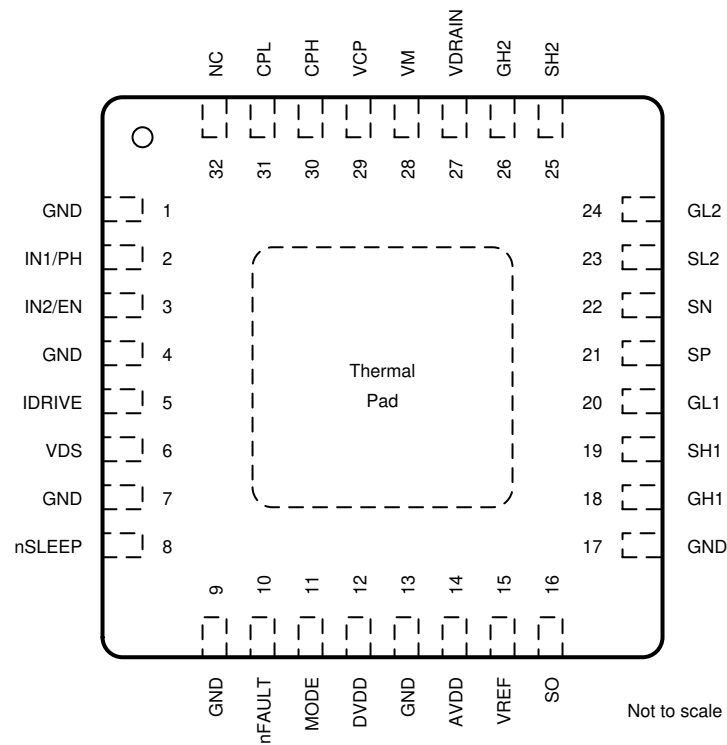 NC CPL CPH VCP VM VDRAIN GH2 SH2
32 31 30 29 28 27 26 25
GND 1 24 GL2
IN1/PH 2 23 SL2
IN2/EN 3 22 SN
GND 4 21 SP
Thermal
Pad
IDRIVE 5 20 GL1
VDS 6 19 SH1
GND 7 18 GH1
nSLEEP 8 17 GND
9 10 11 12 13 14 15 16
GND nFAULT MODE DVDD GND AVDD VREF SO
Not to scale